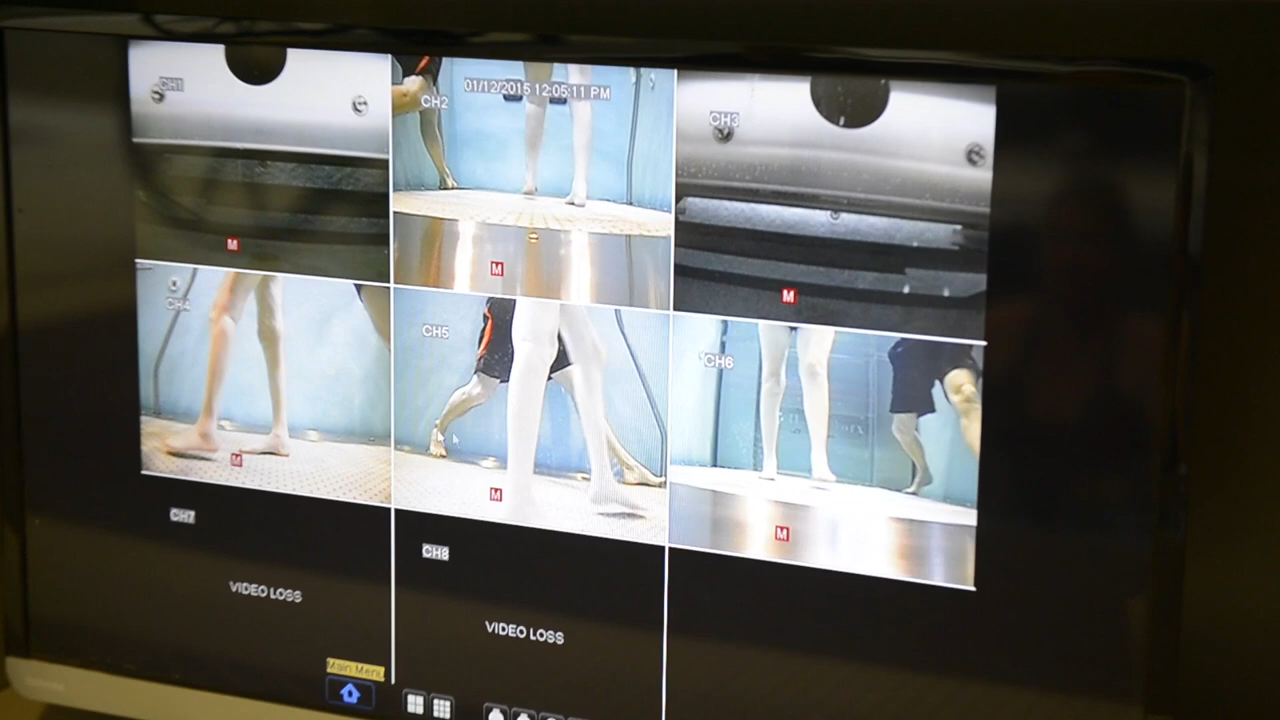 CH1
CH2
01/12/2015 12:05:11 PM
CH3
M
M
M
CH4
CH5
CH6
M
M
M
CH7
CH8
VIDEO LOSS
VIDEO LOSS
Main Menu